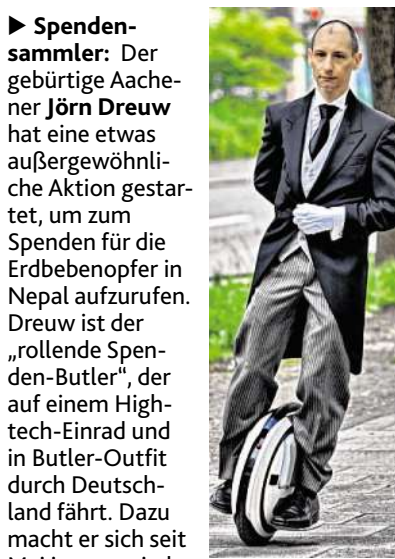 ▶ Spenden-
sammler: Der
gebürtige Aache-
ner Jörn Dreuw
hat eine etwas
außergewöhnli-
che Aktion gestar-
tet, um zum
Spenden für die
Erdbebenopfer in
Nepal aufzurufen.
Dreuw ist der
„rollende Spen-
den-Butler“, der
auf einem High-
tech-Einrad und
in Butler-Outfit
durch Deutsch-
land fährt. Dazu
macht er sich seit